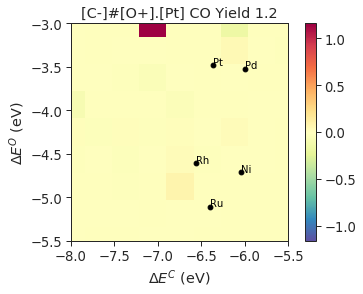 [C-]#[O+].[Pt] CO Yield 1.2
−3.0
−3.5
−4.0
−4.5
−5.0
−5.5
ΔE^O (eV)
Pt
Pd
Rh
Ni
Ru
−8.0 −7.5 −7.0 −6.5 −6.0 −5.5
ΔE^C (eV)
1.0
0.5
0.0
−0.5
−1.0